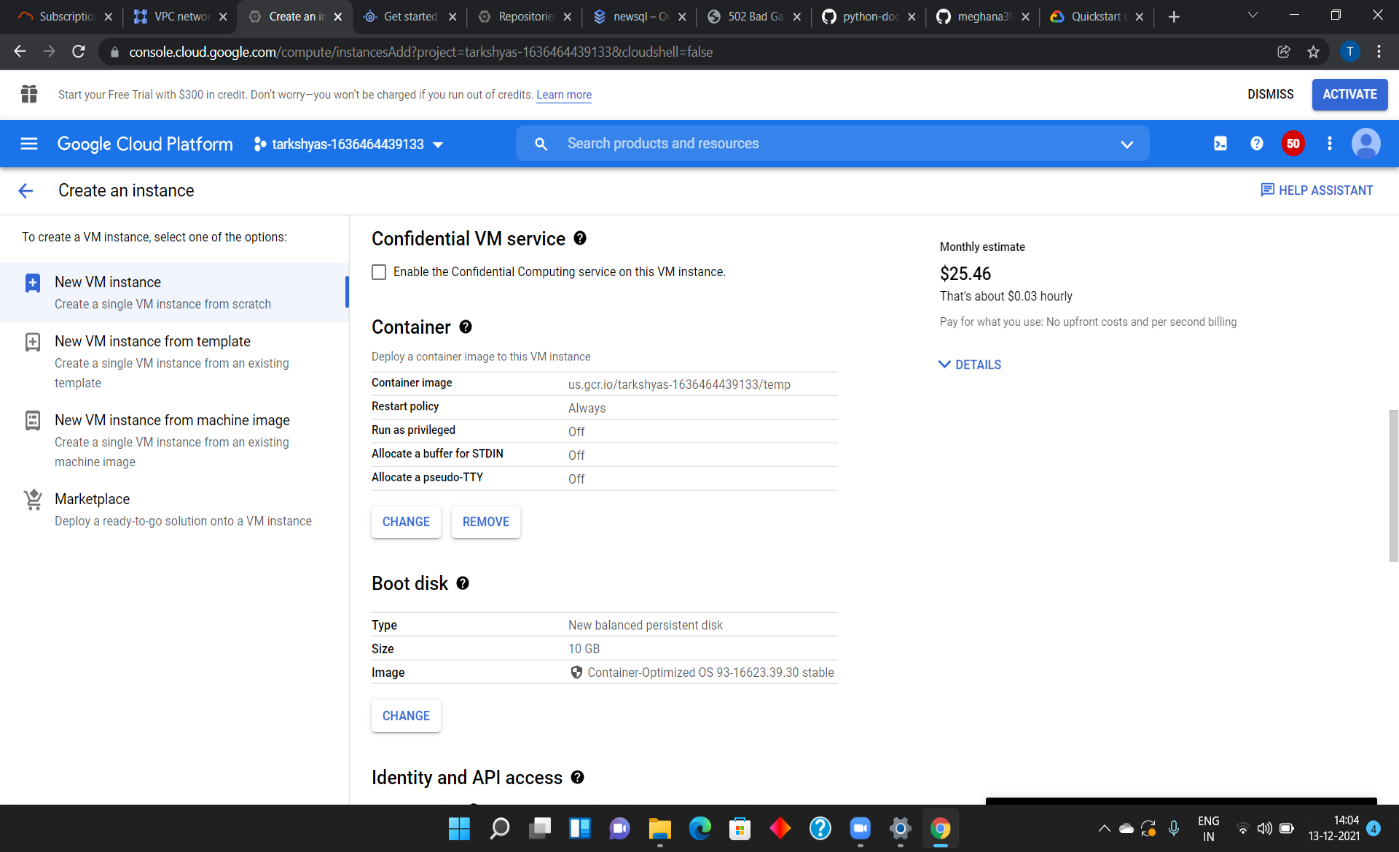 Subscription
VPC networ
Create an in
Get started
Repositories
newsql – Ov
502 Bad Ga
python-doc
meghana39
Quickstart
console.cloud.google.com/compute/instancesAdd?project=tarkshyas-1636464439133&cloudshell=false
T
Start your Free Trial with $300 in credit. Don't worry—you won't be charged if you run out of credits. Learn more
DISMISS
ACTIVATE
Google Cloud Platform
tarkshyas-1636464439133
Search products and resources
50
Create an instance
HELP ASSISTANT
To create a VM instance, select one of the options:
New VM instance
Create a single VM instance from scratch
New VM instance from template
Create a single VM instance from an existing
template
New VM instance from machine image
Create a single VM instance from an existing
machine image
Marketplace
Deploy a ready-to-go solution onto a VM instance
Confidential VM service
Enable the Confidential Computing service on this VM instance.
Container
Deploy a container image to this VM instance
Container image us.gcr.io/tarkshyas-1636464439133/temp
Restart policy Always
Run as privileged Off
Allocate a buffer for STDIN Off
Allocate a pseudo-TTY Off
CHANGE
REMOVE
Boot disk
Type New balanced persistent disk
Size 10 GB
Image Container-Optimized OS 93-16623.39.30 stable
CHANGE
Identity and API access
Monthly estimate
$25.46
That's about $0.03 hourly
Pay for what you use: No upfront costs and per second billing
DETAILS
ENG
IN
14:04
13-12-2021
4